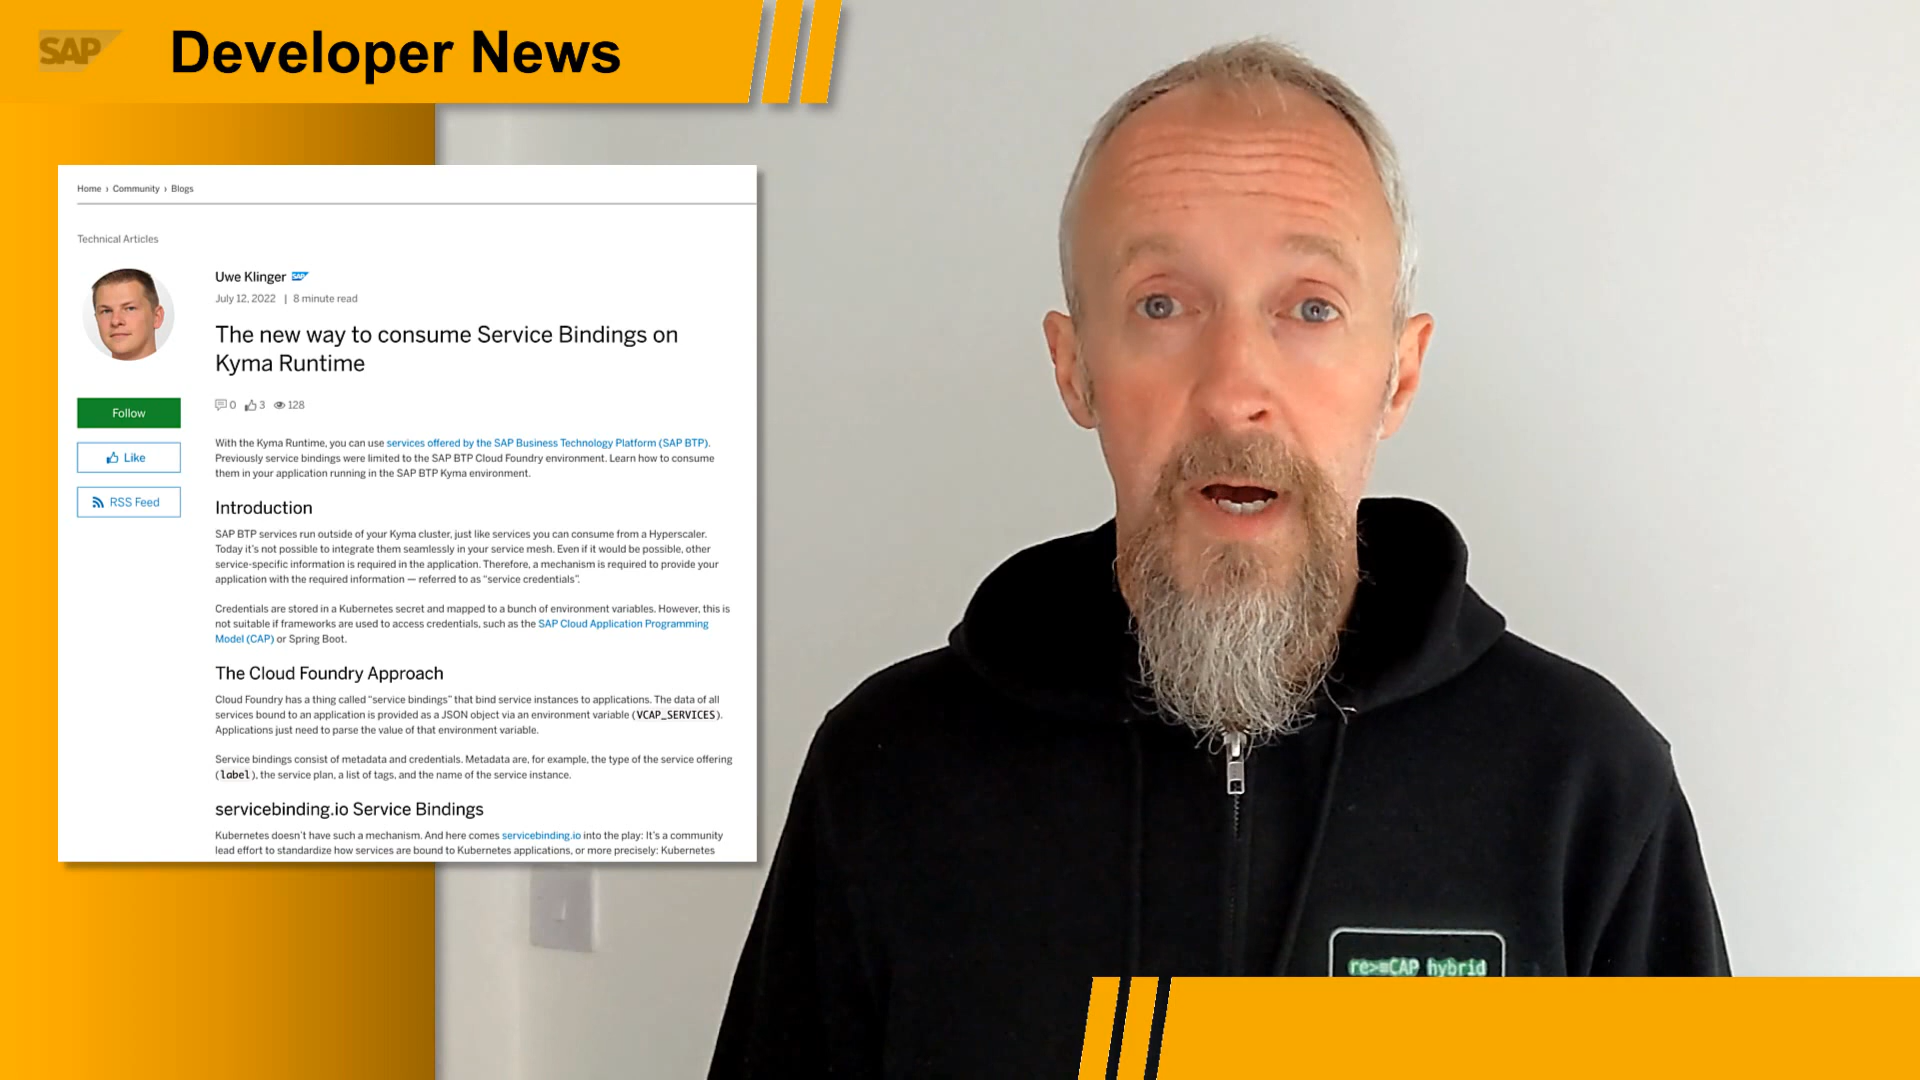 SAP Developer News
Home › Community › Blogs
Technical Articles
Uwe Klinger SAP
July 12, 2022 | 8 minute read
The new way to consume Service Bindings on
Kyma Runtime
0 3 128
Follow
Like
RSS Feed
With the Kyma Runtime, you can use services offered by the SAP Business Technology Platform (SAP BTP).
Previously service bindings were limited to the SAP BTP Cloud Foundry environment. Learn how to consume
them in your application running in the SAP BTP Kyma environment.
Introduction
SAP BTP services run outside of your Kyma cluster, just like services you can consume from a Hyperscaler.
Today it's not possible to integrate them seamlessly in your service mesh. Even if it would be possible, other
service-specific information is required in the application. Therefore, a mechanism is required to provide your
application with the required information — referred to as "service credentials".
Credentials are stored in a Kubernetes secret and mapped to a bunch of environment variables. However, this is
not suitable if frameworks are used to access credentials, such as the SAP Cloud Application Programming
Model (CAP) or Spring Boot.
The Cloud Foundry Approach
Cloud Foundry has a thing called "service bindings" that bind service instances to applications. The data of all
services bound to an application is provided as a JSON object via an environment variable (VCAP_SERVICES).
Applications just need to parse the value of that environment variable.
Service bindings consist of metadata and credentials. Metadata are, for example, the type of the service offering
(label), the service plan, a list of tags, and the name of the service instance.
servicebinding.io Service Bindings
Kubernetes doesn't have such a mechanism. And here comes servicebinding.io into the play: It's a community
lead effort to standardize how services are bound to Kubernetes applications, or more precisely: Kubernetes
re>≡CAP hybrid